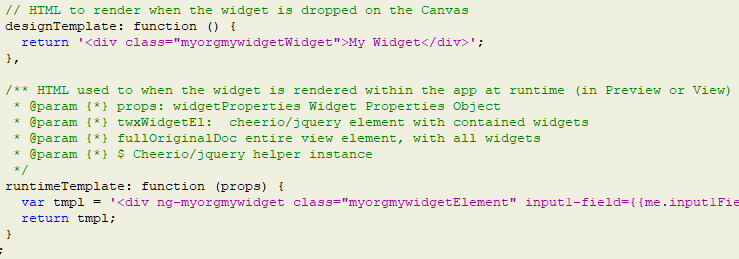 // HTML to render when the widget is dropped on the Canvas
designTemplate: function () {
return '<div class="myorgmywidgetWidget">My Widget</div>';
},
/** HTML used to when the widget is rendered within the app at runtime (in Preview or View)
* @param {*} props: widgetProperties Widget Properties Object
* @param {*} twxWidgetEl: cheerio/jquery element with contained widgets
* @param {*} fullOriginalDoc entire view element, with all widgets
* @param {*} $ Cheerio/jquery helper instance
*/
runtimeTemplate: function (props) {
var tmpl = '<div ng-myorgmywidget class="myorgmywidgetElement" input1-field={{me.input1Fie
return tmpl;
}
;